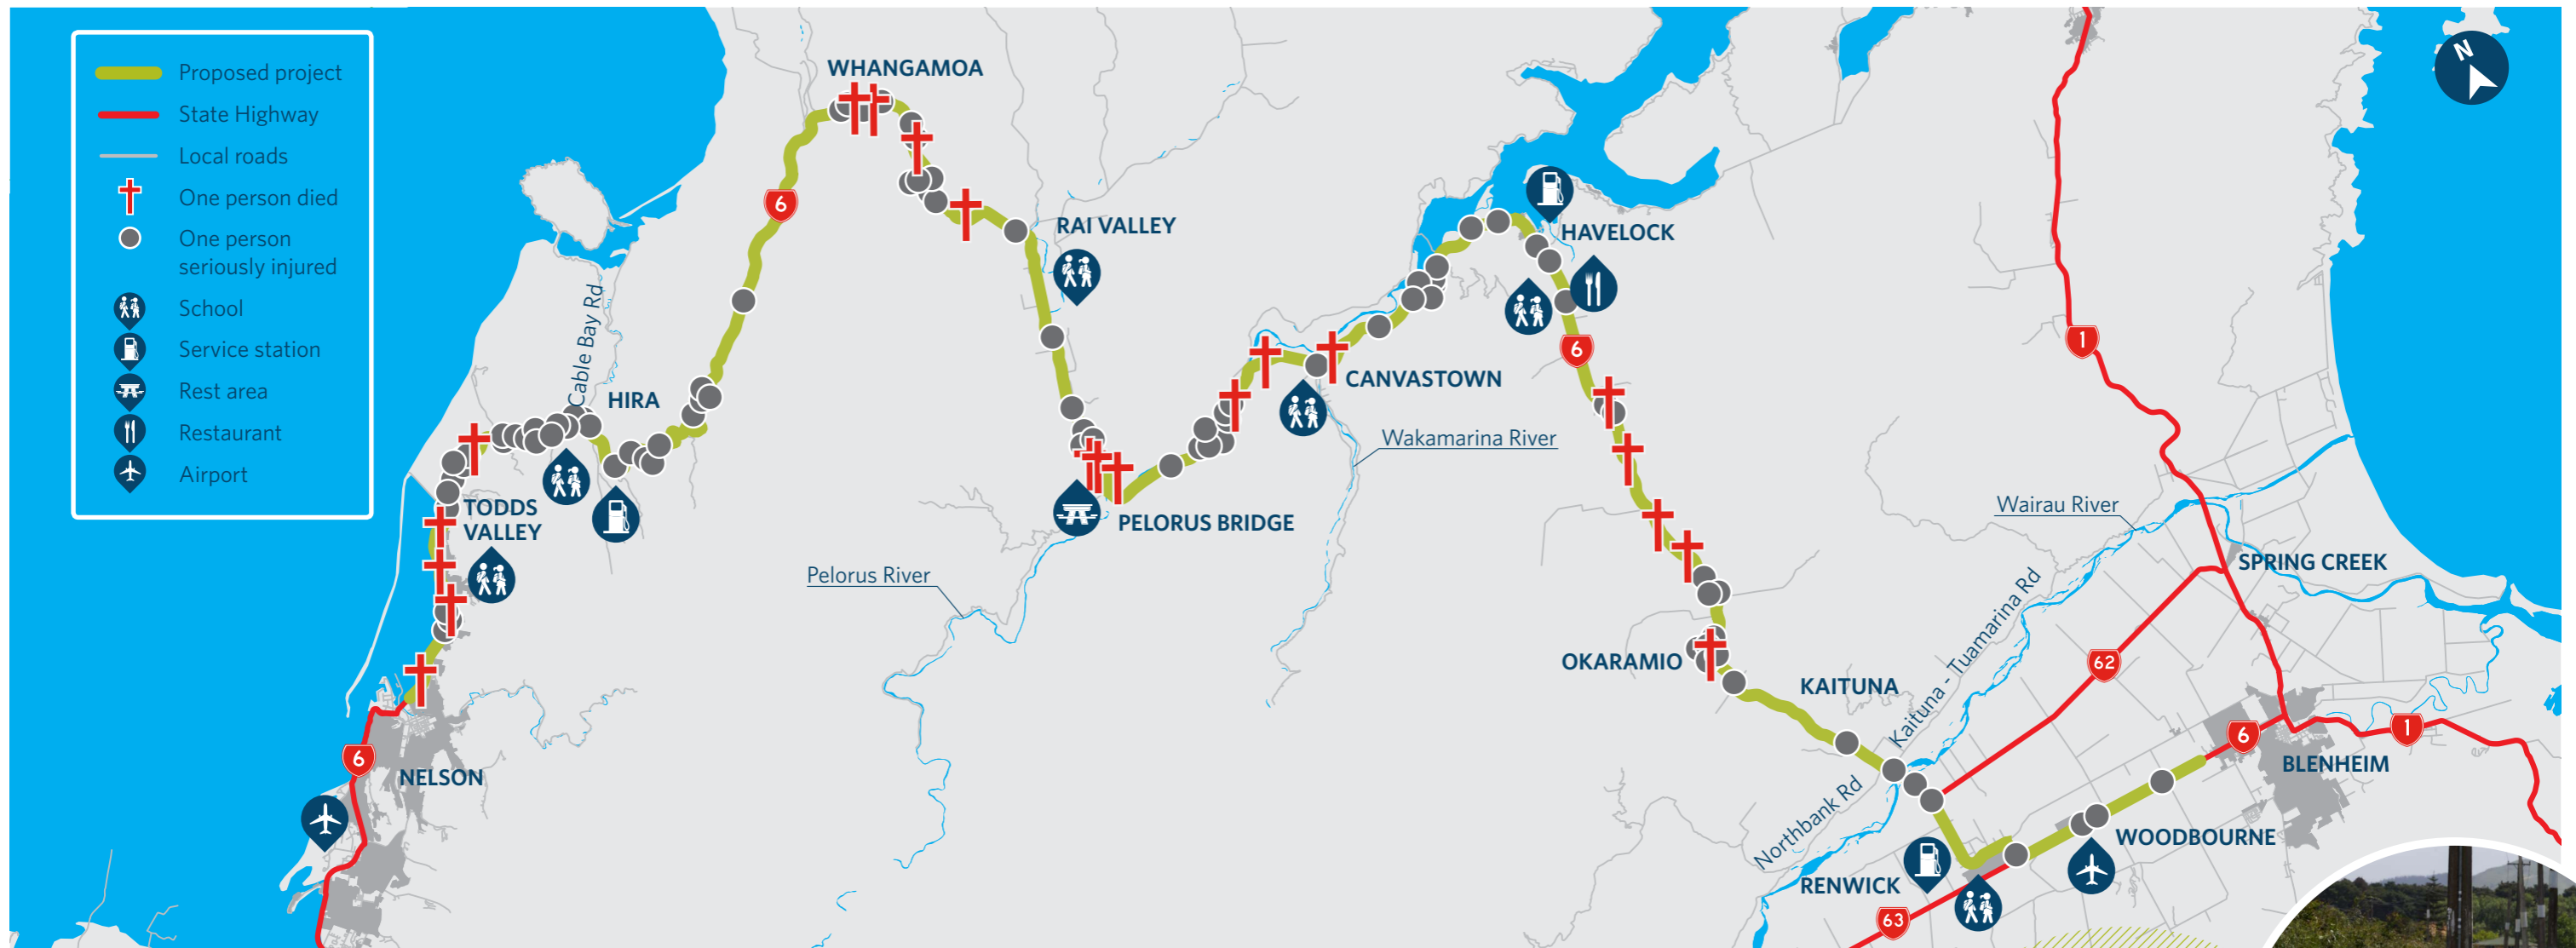 Proposed project
State Highway
Local roads
One person died
One person
seriously injured
School
Service station
Rest area
Restaurant
Airport
N
WHANGAMOA
6
RAI VALLEY
HAVELOCK
1
Cable Bay Rd
HIRA
6
CANVASTOWN
Wakamarina River
TODDS
VALLEY
PELORUS BRIDGE
Wairau River
Pelorus River
SPRING CREEK
Kaituna - Tuamarina Rd
OKARAMIO
62
KAITUNA
6
NELSON
6
1
BLENHEIM
Northbank Rd
WOODBOURNE
RENWICK
63